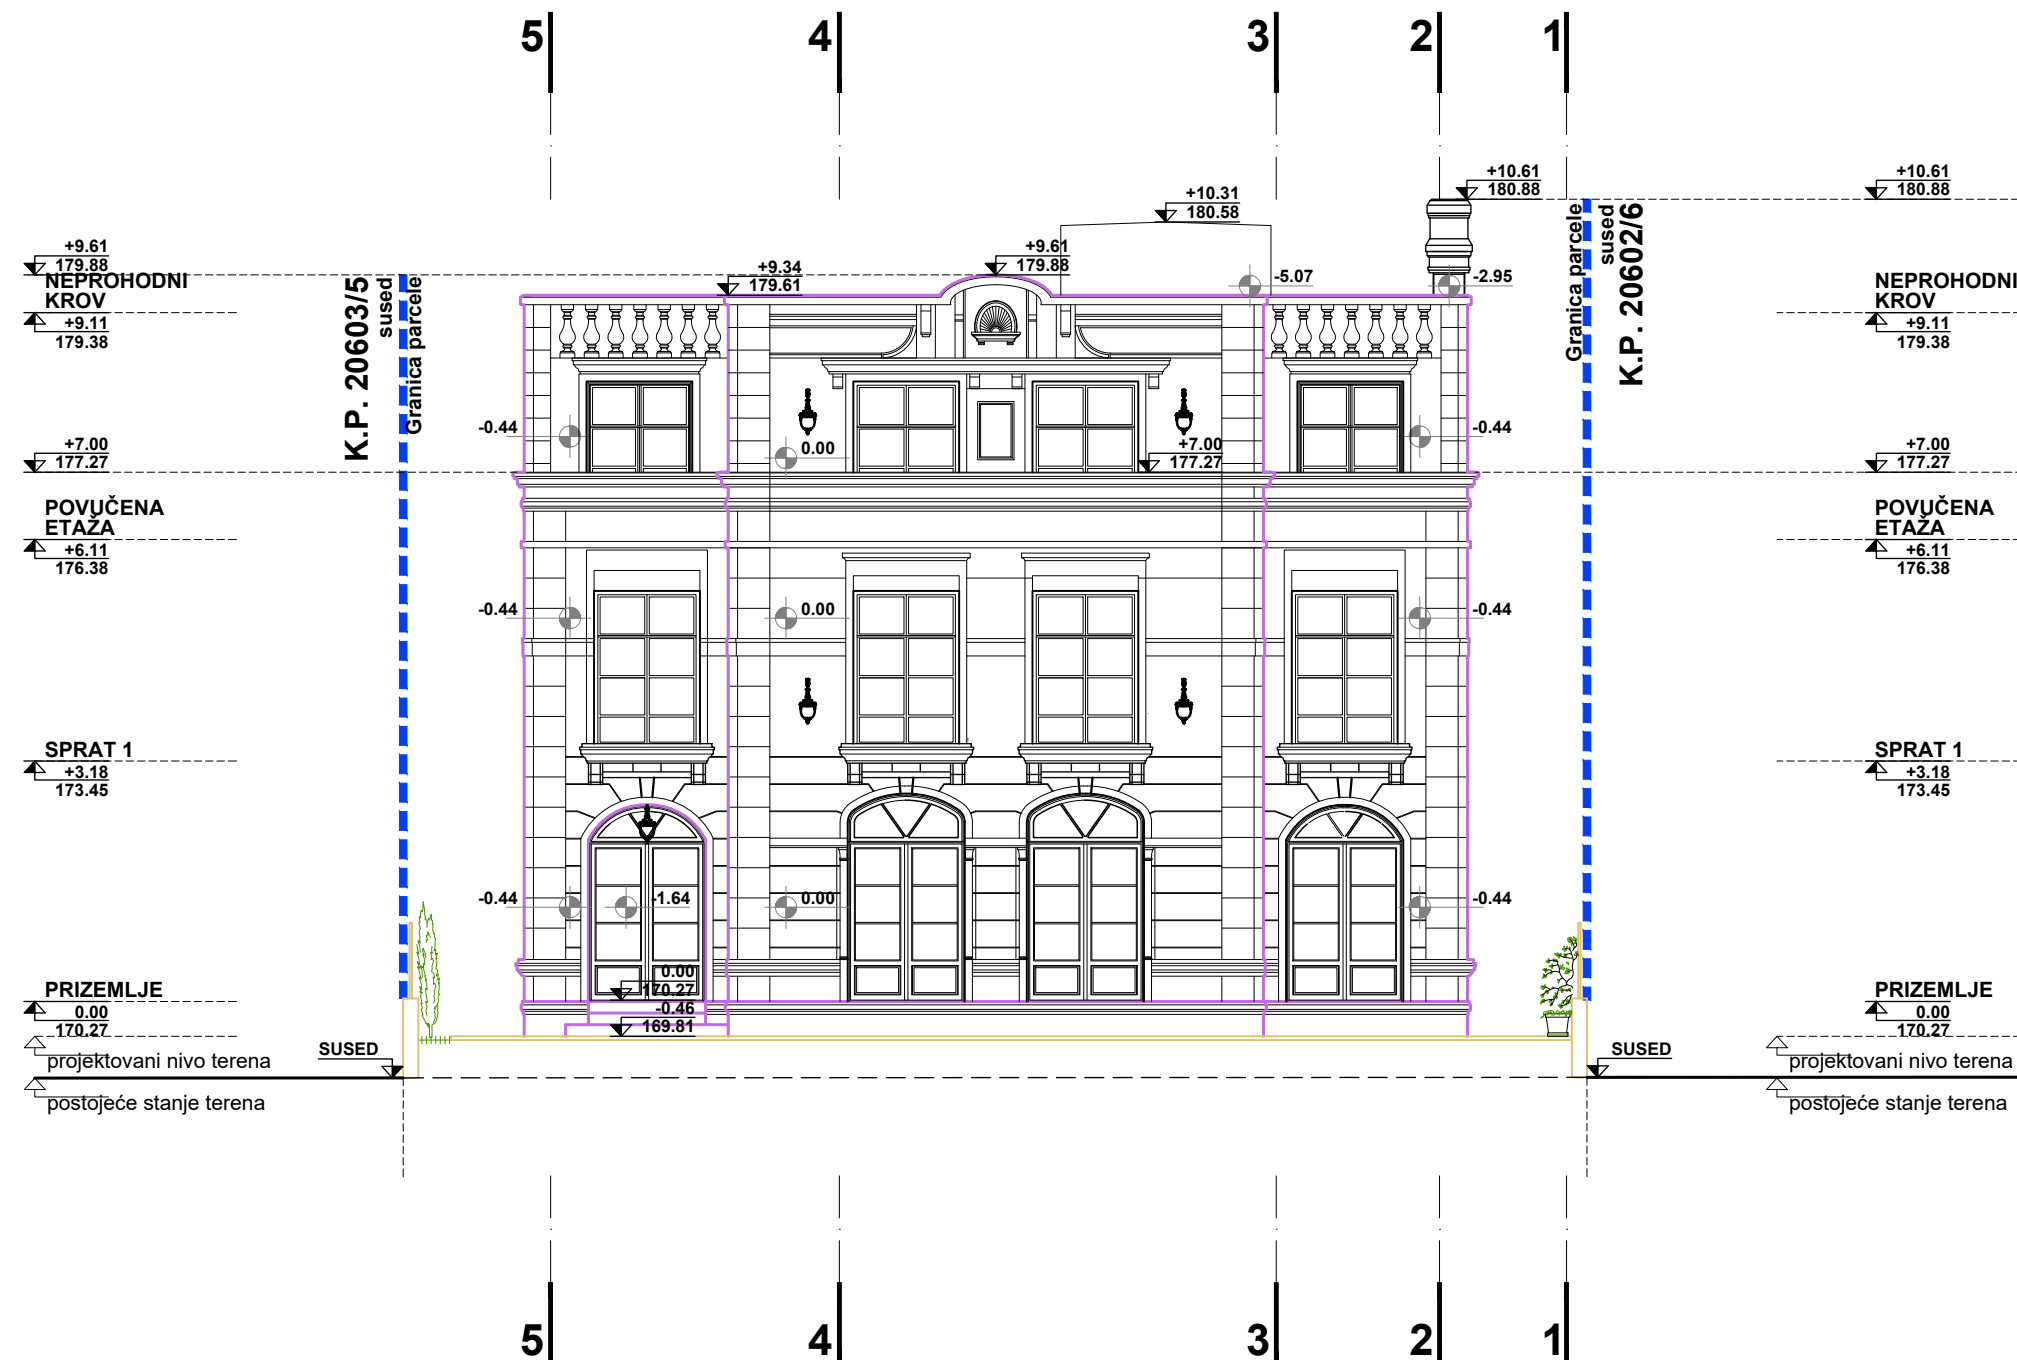 5
4
3
2
1
+10.61
180.88
+10.61
180.88
+10.31
180.58
+9.61
179.88
+9.61
179.88
+9.34
179.61
-5.07
-2.95
NEPROHODNI
KROV
+9.11
179.38
NEPROHODNI
KROV
+9.11
179.38
K.P. 20603/5
sused
Granica parcele
Granica parcele
sused
K.P. 20602/6
-0.44
0.00
-0.44
+7.00
177.27
+7.00
177.27
+7.00
177.27
POVUČENA
ETAŽA
+6.11
176.38
POVUČENA
ETAŽA
+6.11
176.38
-0.44
0.00
-0.44
SPRAT 1
+3.18
173.45
SPRAT 1
+3.18
173.45
-0.44
-1.64
0.00
-0.44
0.00
170.27
-0.46
169.81
PRIZEMLJE
0.00
170.27
PRIZEMLJE
0.00
170.27
projektovani nivo terena
SUSED
SUSED
projektovani nivo terena
postojeće stanje terena
postojeće stanje terena
5
4
3
2
1